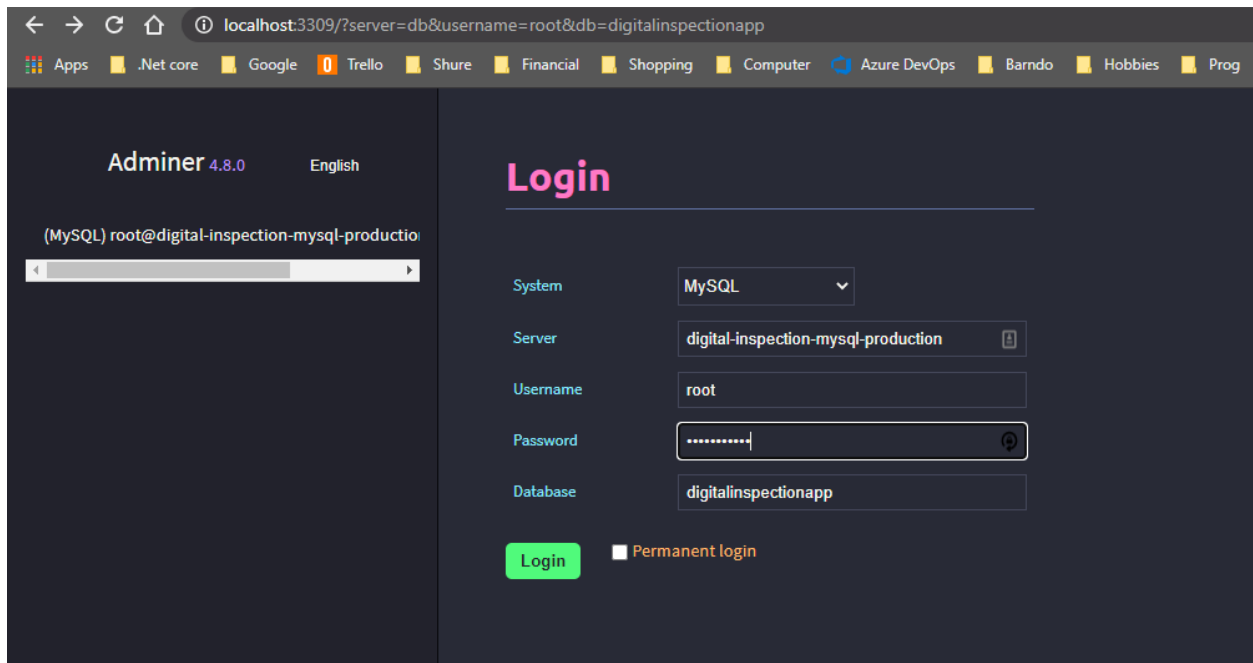 localhost:3309/?server=db&username=root&db=digitalinspectionapp
Apps .Net core Google Trello Shure Financial Shopping Computer Azure DevOps Barndo Hobbies Prog
Adminer 4.8.0 English
(MySQL) root@digital-inspection-mysql-productio
Login
System MySQL
Server digital-inspection-mysql-production
Username root
Password •••••••••••
Database digitalinspectionapp
Login Permanent login